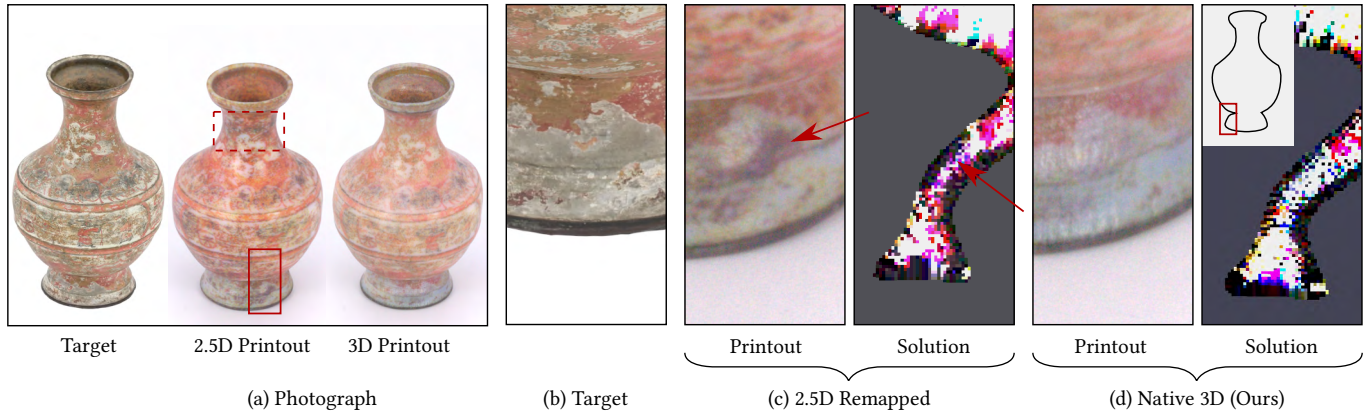 Target
2.5D Printout
3D Printout
Printout
Solution
Printout
Solution
(a) Photograph
(b) Target
(c) 2.5D Remapped
(d) Native 3D (Ours)